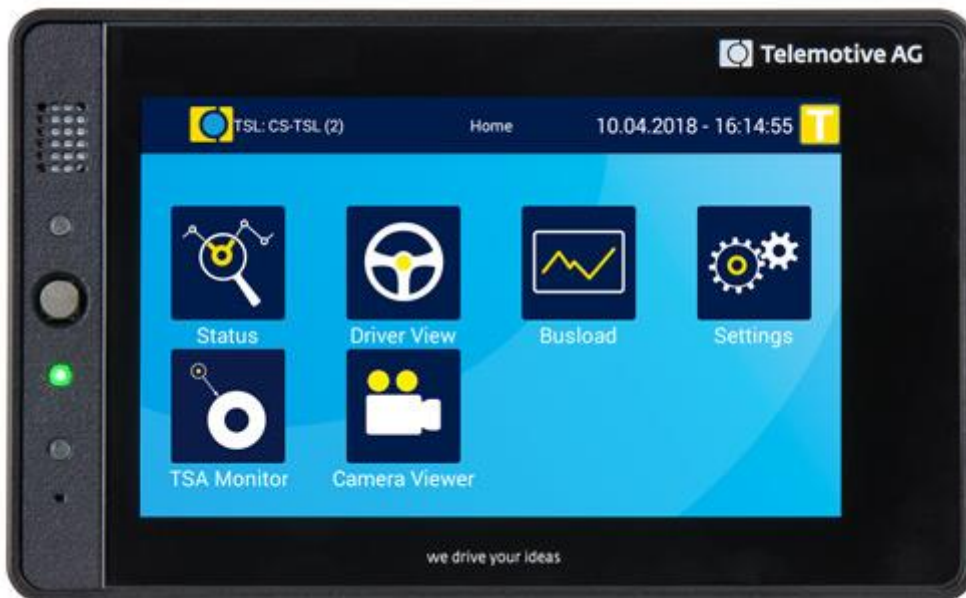 Telemotive AG
TSL: CS-TSL (2) Home 10.04.2018 - 16:14:55 T
Status Driver View Busload Settings
TSA Monitor Camera Viewer
we drive your ideas